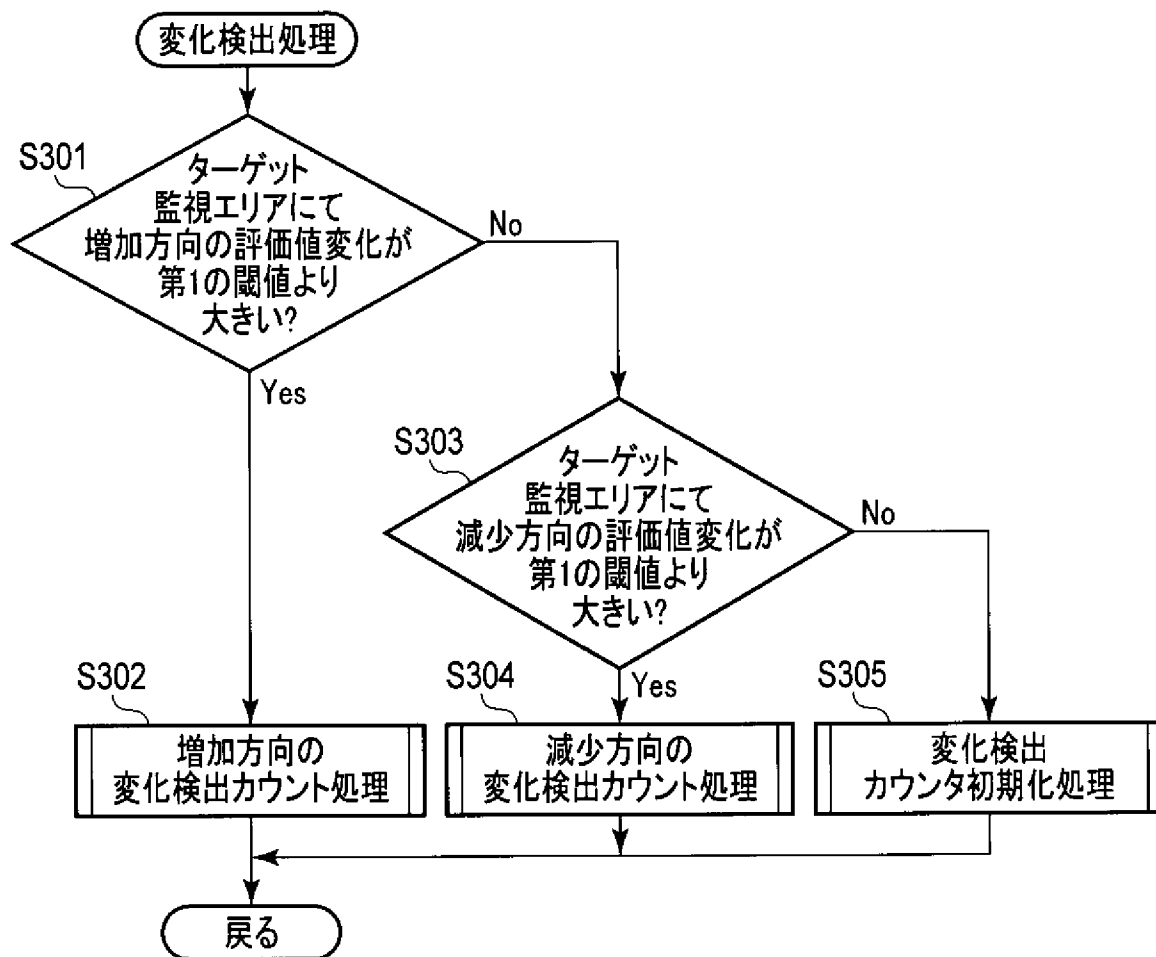 変化検出処理
S301
ターゲット
監視エリアにて
増加方向の評価値変化が
第1の閾値より
大きい?
No
Yes
S303
ターゲット
監視エリアにて
減少方向の評価値変化が
第1の閾値より
大きい?
No
Yes
S302
増加方向の
変化検出カウント処理
S304
減少方向の
変化検出カウント処理
S305
変化検出
カウンタ初期化処理
戻る